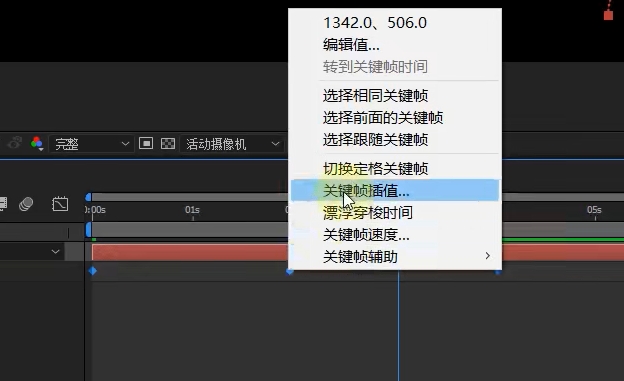 1342.0、506.0
编辑值...
转到关键帧时间
选择相同关键帧
选择前面的关键帧
选择跟随关键帧
完整
活动摄像机
切换定格关键帧
关键帧插值...
漂浮穿梭时间
关键帧速度...
关键帧辅助
:00s 01s 05s